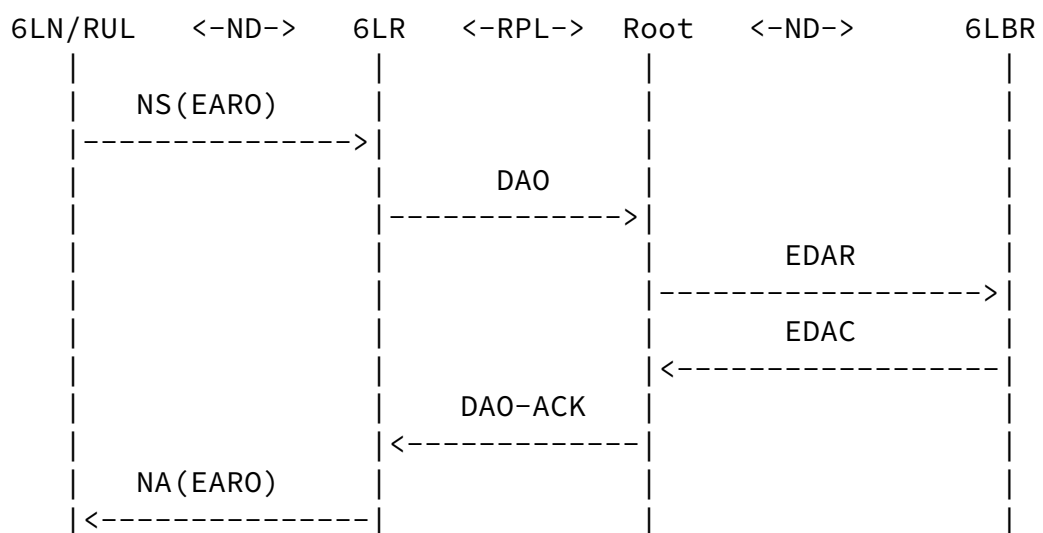 6LN/RUL <-ND-> 6LR <-RPL-> Root <-ND-> 6LBR
NS(EARO)
DAO
EDAR
EDAC
DAO-ACK
NA(EARO)